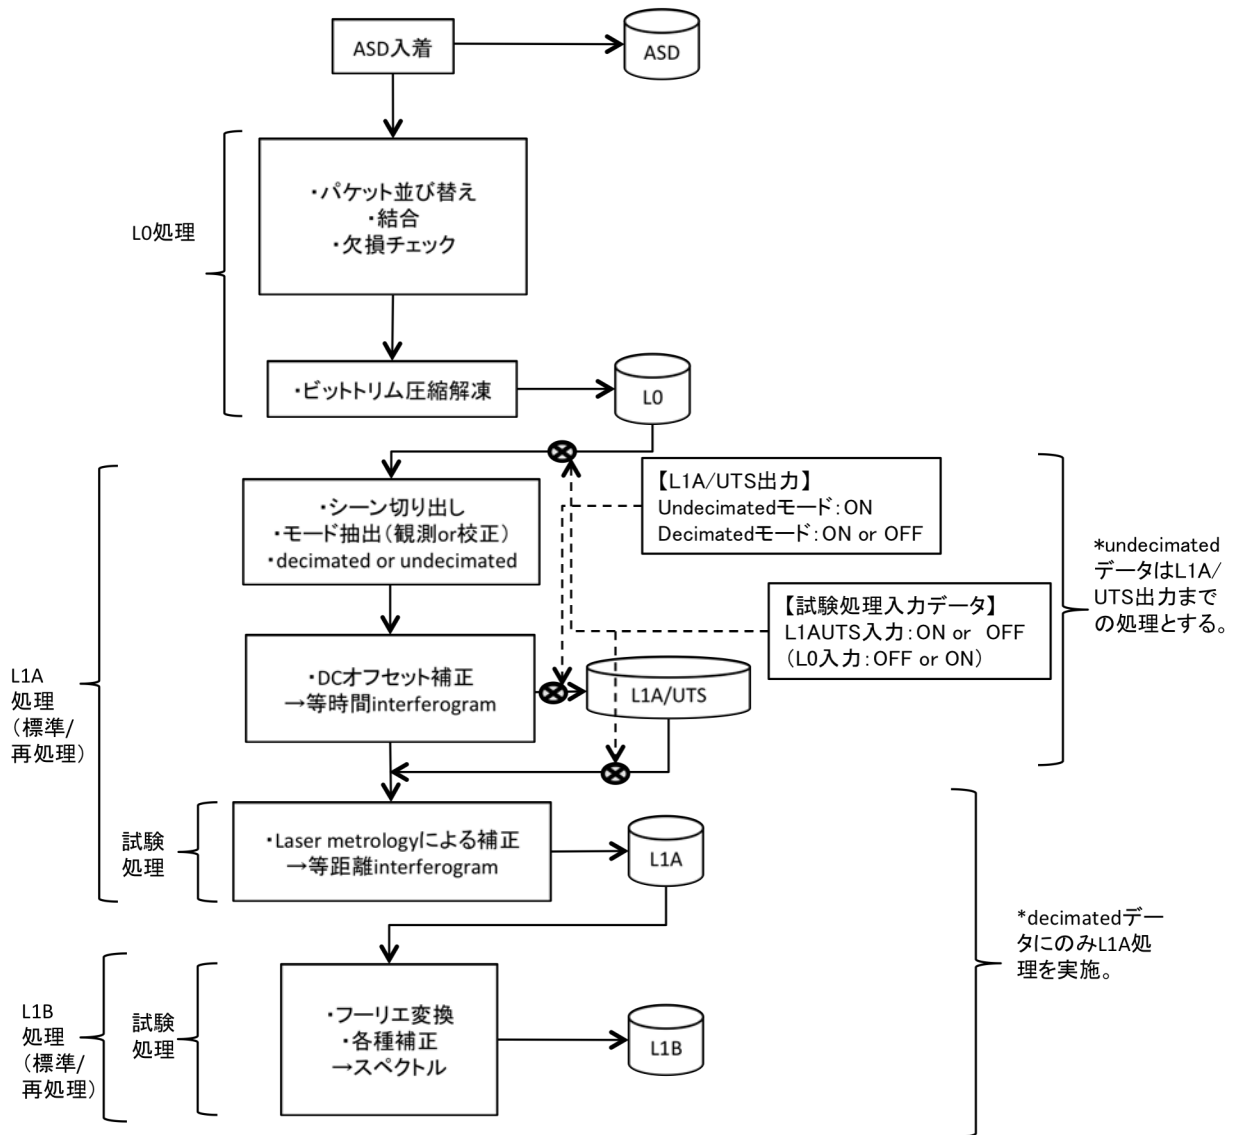 ASD入着
ASD
L0処理
・パケット並び替え
・結合
・欠損チェック
・ビットトリム圧縮解凍
L0
L1A
処理
(標準/
再処理)
・シーン切り出し
・モード抽出(観測or校正)
・decimated or undecimated
【L1A/UTS出力】
Undecimatedモード：ON
Decimatedモード：ON or OFF
【試験処理入力データ】
L1AUTS入力：ON or OFF
(L0入力：OFF or ON)
*undecimated
データはL1A/
UTS出力まで
の処理とする。
・DCオフセット補正
→等時間interferogram
L1A/UTS
試験
処理
・Laser metrologyによる補正
→等距離interferogram
L1A
*decimatedデー
タにのみL1A処
理を実施。
L1B
処理
(標準/
再処理)
試験
処理
・フーリエ変換
・各種補正
→スペクトル
L1B